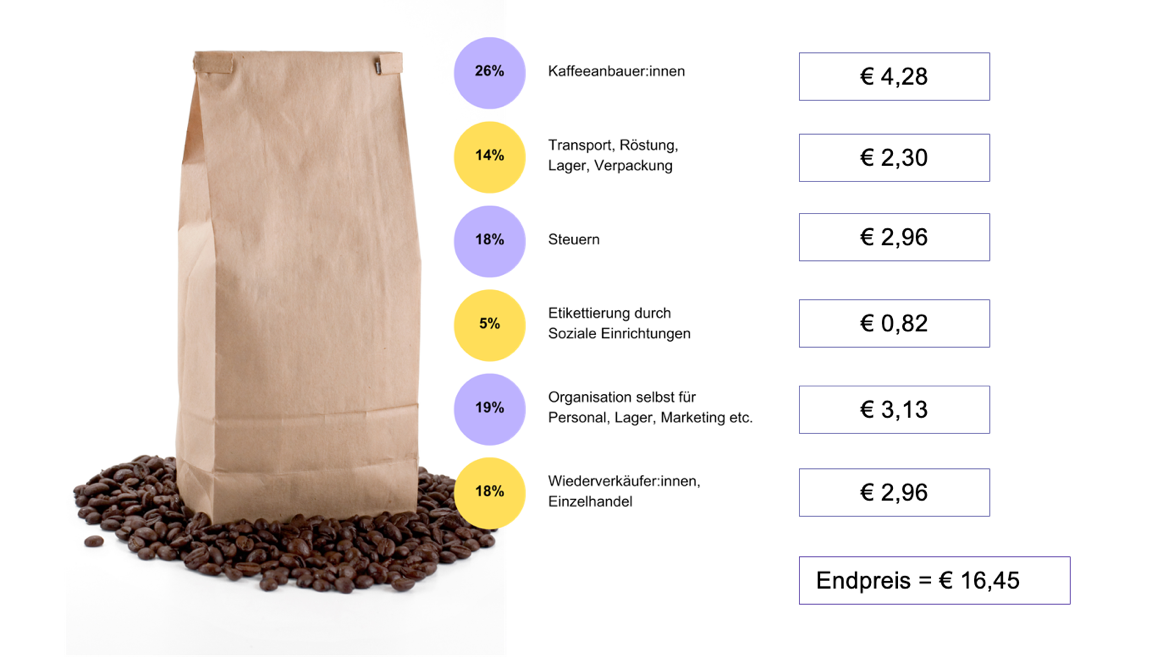 26%
Kaffeeanbauer:innen
€ 4,28
14%
Transport, Röstung,
Lager, Verpackung
€ 2,30
18%
Steuern
€ 2,96
5%
Etikettierung durch
Soziale Einrichtungen
€ 0,82
19%
Organisation selbst für
Personal, Lager, Marketing etc.
€ 3,13
18%
Wiederverkäufer:innen,
Einzelhandel
€ 2,96
Endpreis = € 16,45